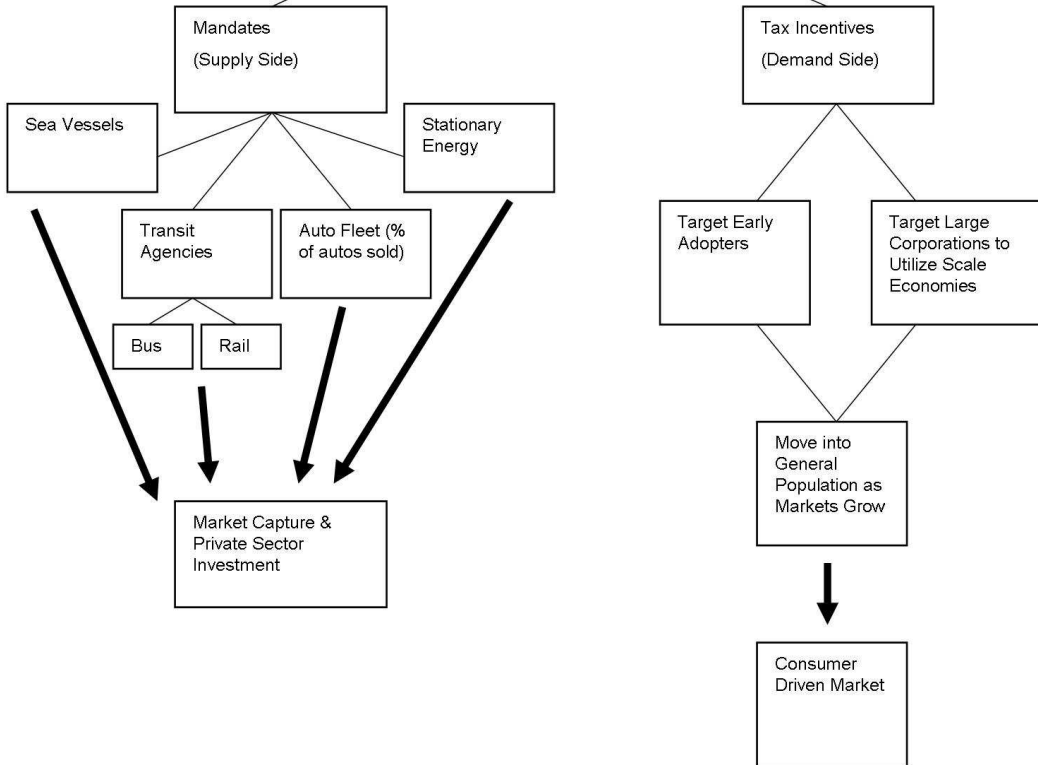 Mandates
(Supply Side)
Tax Incentives
(Demand Side)
Sea Vessels
Stationary
Energy
Transit
Agencies
Auto Fleet (%
of autos sold)
Target Early
Adopters
Target Large
Corporations to
Utilize Scale
Economies
Bus
Rail
Move into
General
Population as
Markets Grow
Market Capture &
Private Sector
Investment
Consumer
Driven Market